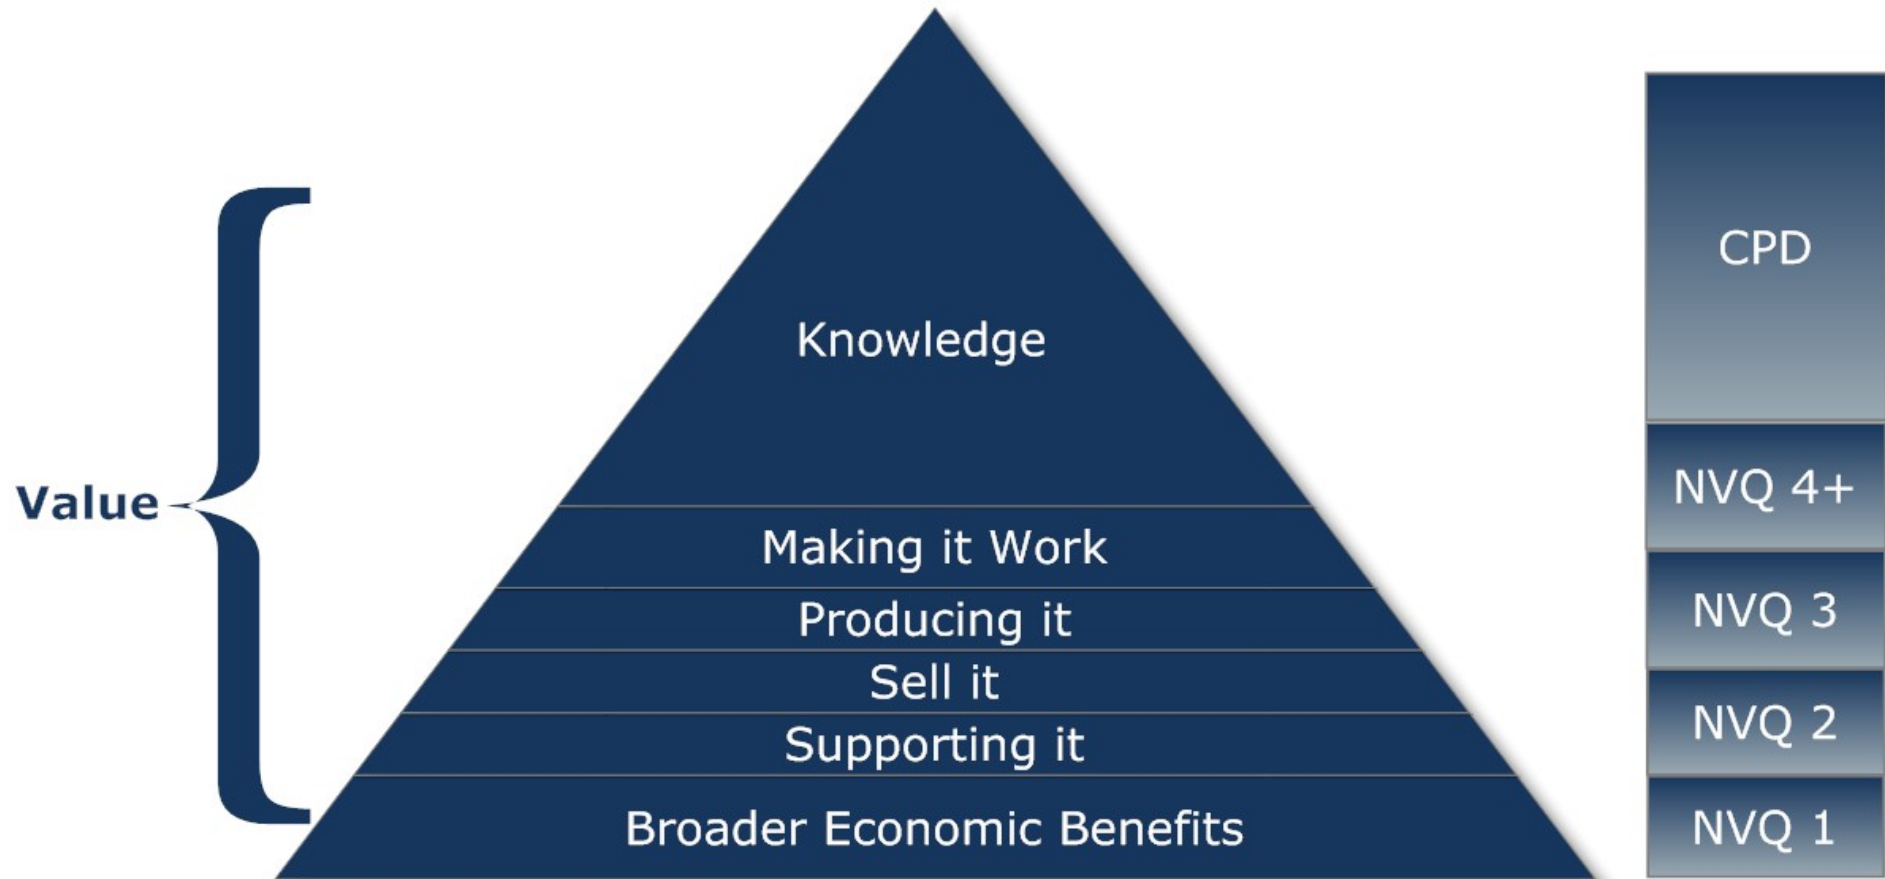 Value
Knowledge
Making it Work
Producing it
Sell it
Supporting it
Broader Economic Benefits
CPD
NVQ 4+
NVQ 3
NVQ 2
NVQ 1